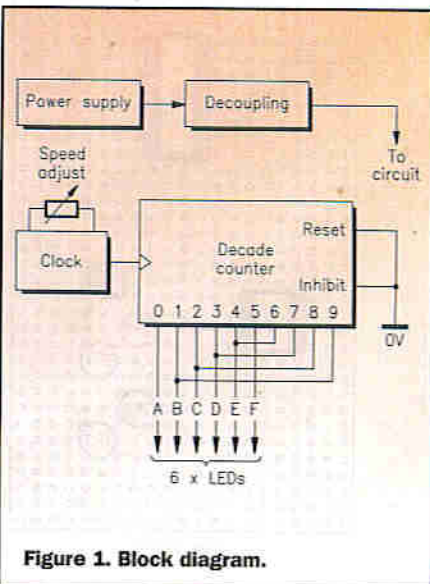 Power supply
Decoupling
Speed
adjust
To
circuit
Clock
Decade
counter
Reset
Inhibit
0 1 2 3 4 5 6 7 8 9
0V
A B C D E F
6 x LEDs
Figure 1. Block diagram.